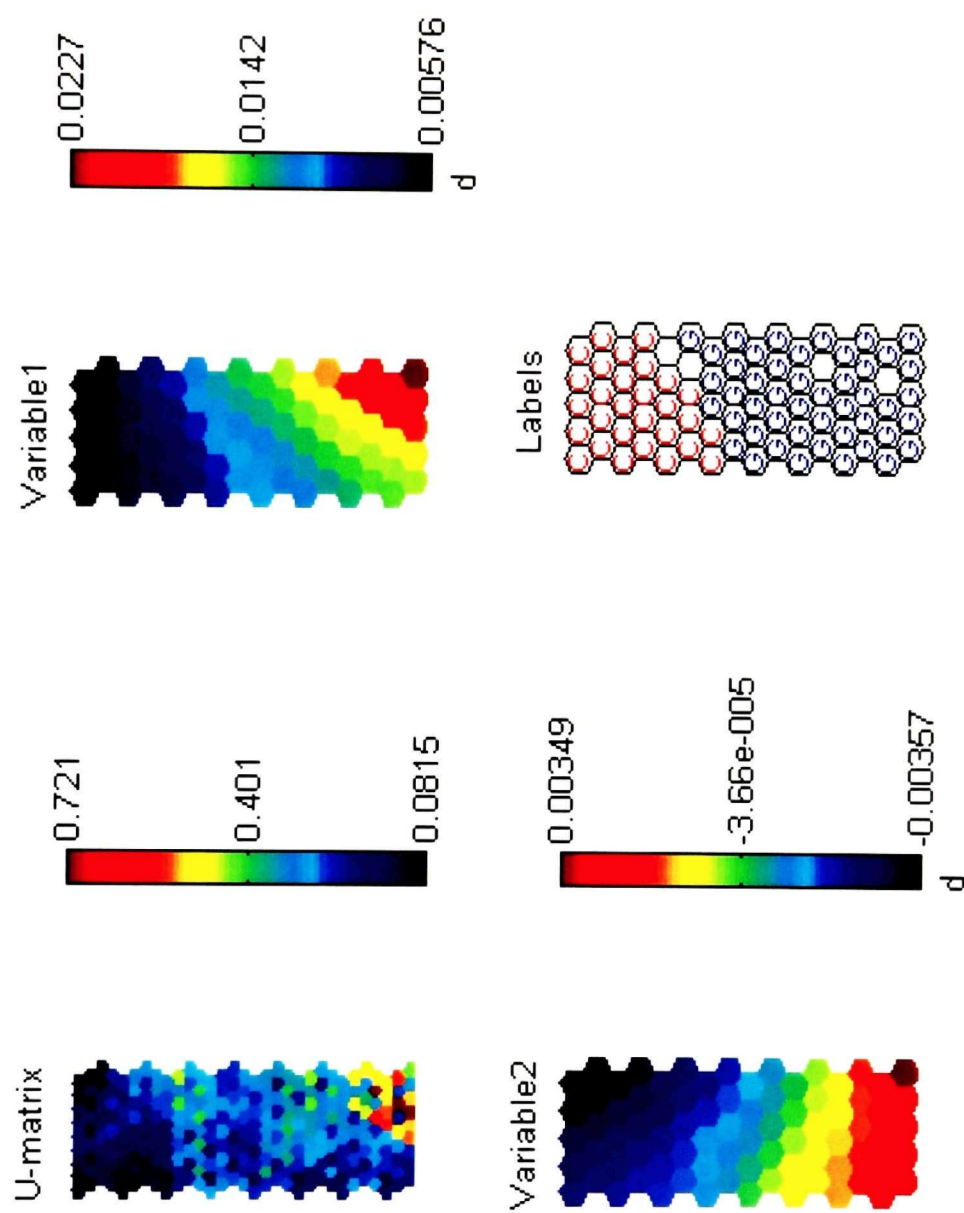 U-matrix
0.721
0.401
0.0815
Variable1
0.0227
0.0142
0.00576
d
Variable2
0.00349
-3.66e-005
-0.00357
d
Labels
C C C C C
C C C C
C C C C C
C C C C
C C C C
C C C G
C C G G G
G G G G G
G G G G G
G G G G G
G G G G G
G G G G
G G G G G
G G G G
G G G G
G G G G G